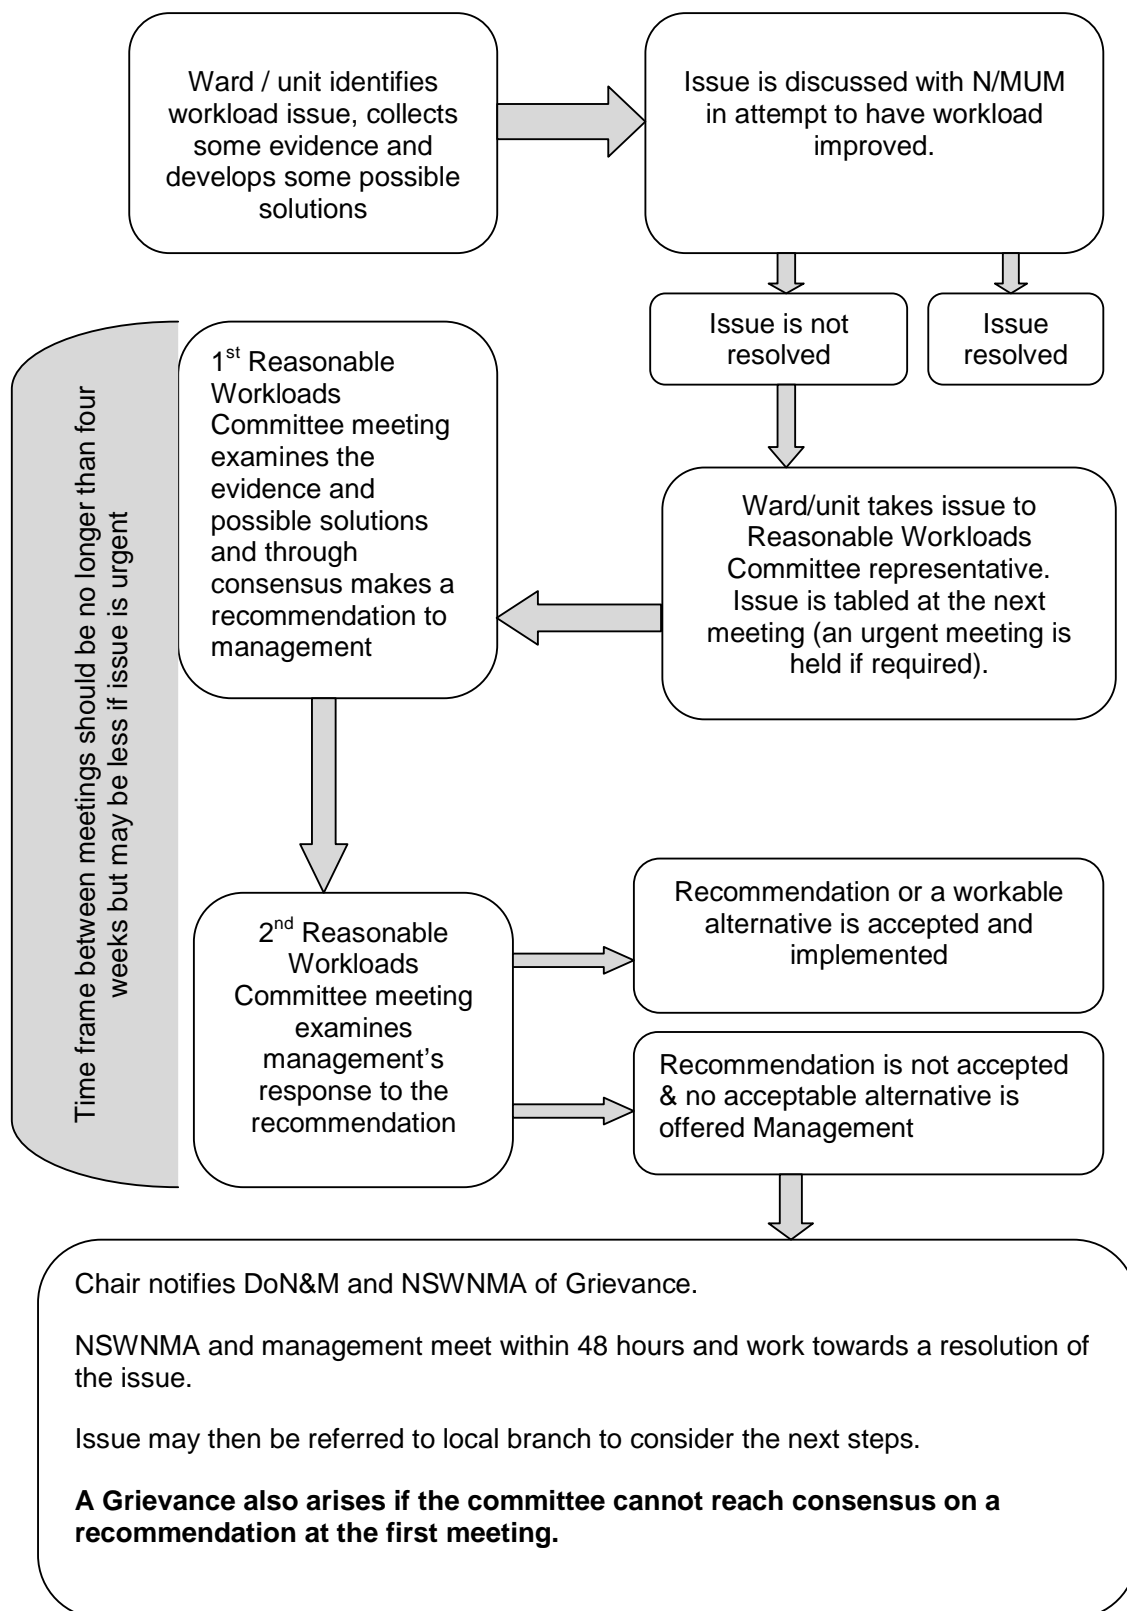 Ward / unit identifies
workload issue, collects
some evidence and
develops some possible
solutions
Issue is discussed with N/MUM
in attempt to have workload
improved.
Issue is not
resolved
Issue
resolved
Ward/unit takes issue to
Reasonable Workloads
Committee representative.
Issue is tabled at the next
meeting (an urgent meeting is
held if required).
1st Reasonable
Workloads
Committee meeting
examines the
evidence and
possible solutions
and through
consensus makes a
recommendation to
management
Time frame between meetings should be no longer than four
weeks but may be less if issue is urgent
2nd Reasonable
Workloads
Committee meeting
examines
management’s
response to the
recommendation
Recommendation or a workable
alternative is accepted and
implemented
Recommendation is not accepted
& no acceptable alternative is
offered Management
Chair notifies DoN&M and NSWNMA of Grievance.
NSWNMA and management meet within 48 hours and work towards a resolution of
the issue.
Issue may then be referred to local branch to consider the next steps.
A Grievance also arises if the committee cannot reach consensus on a
recommendation at the first meeting.